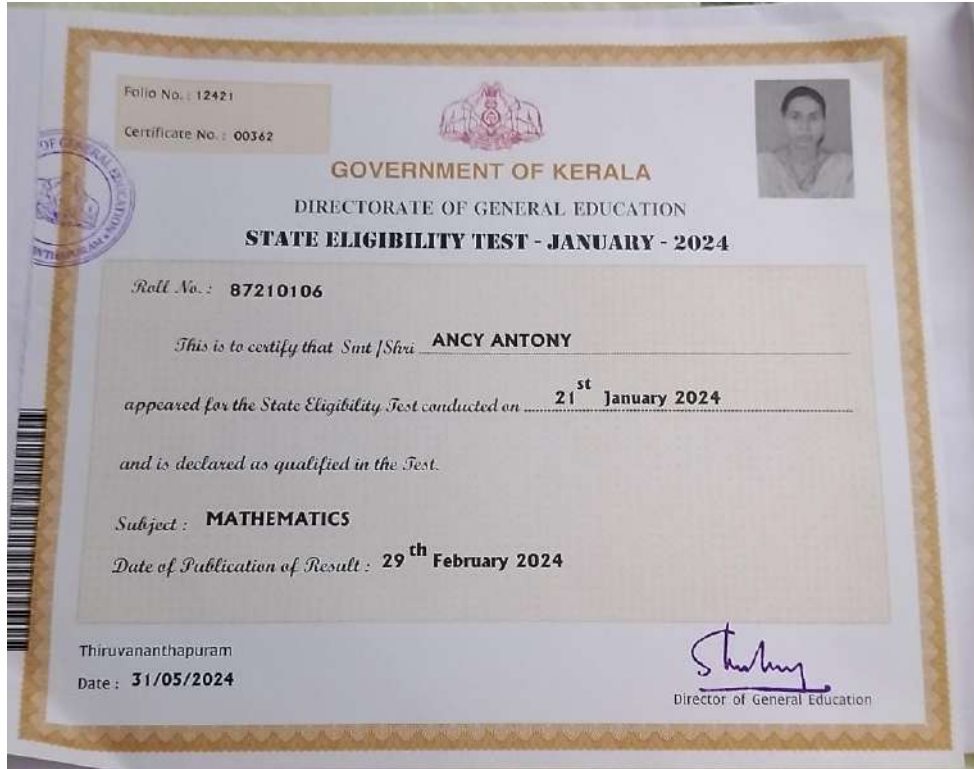 Folio No. : 12421
Certificate No. : 00362
OF GENERAL EDUCATION
GOVERNMENT OF KERALA
DIRECTORATE OF GENERAL EDUCATION
STATE ELIGIBILITY TEST - JANUARY - 2024
Roll No. : 87210106
This is to certify that Smt /Shri ANCY ANTONY
appeared for the State Eligibility Test conducted on 21st January 2024
and is declared as qualified in the Test.
Subject : MATHEMATICS
Date of Publication of Result : 29th February 2024
Thiruvananthapuram
Date : 31/05/2024
Director of General Education